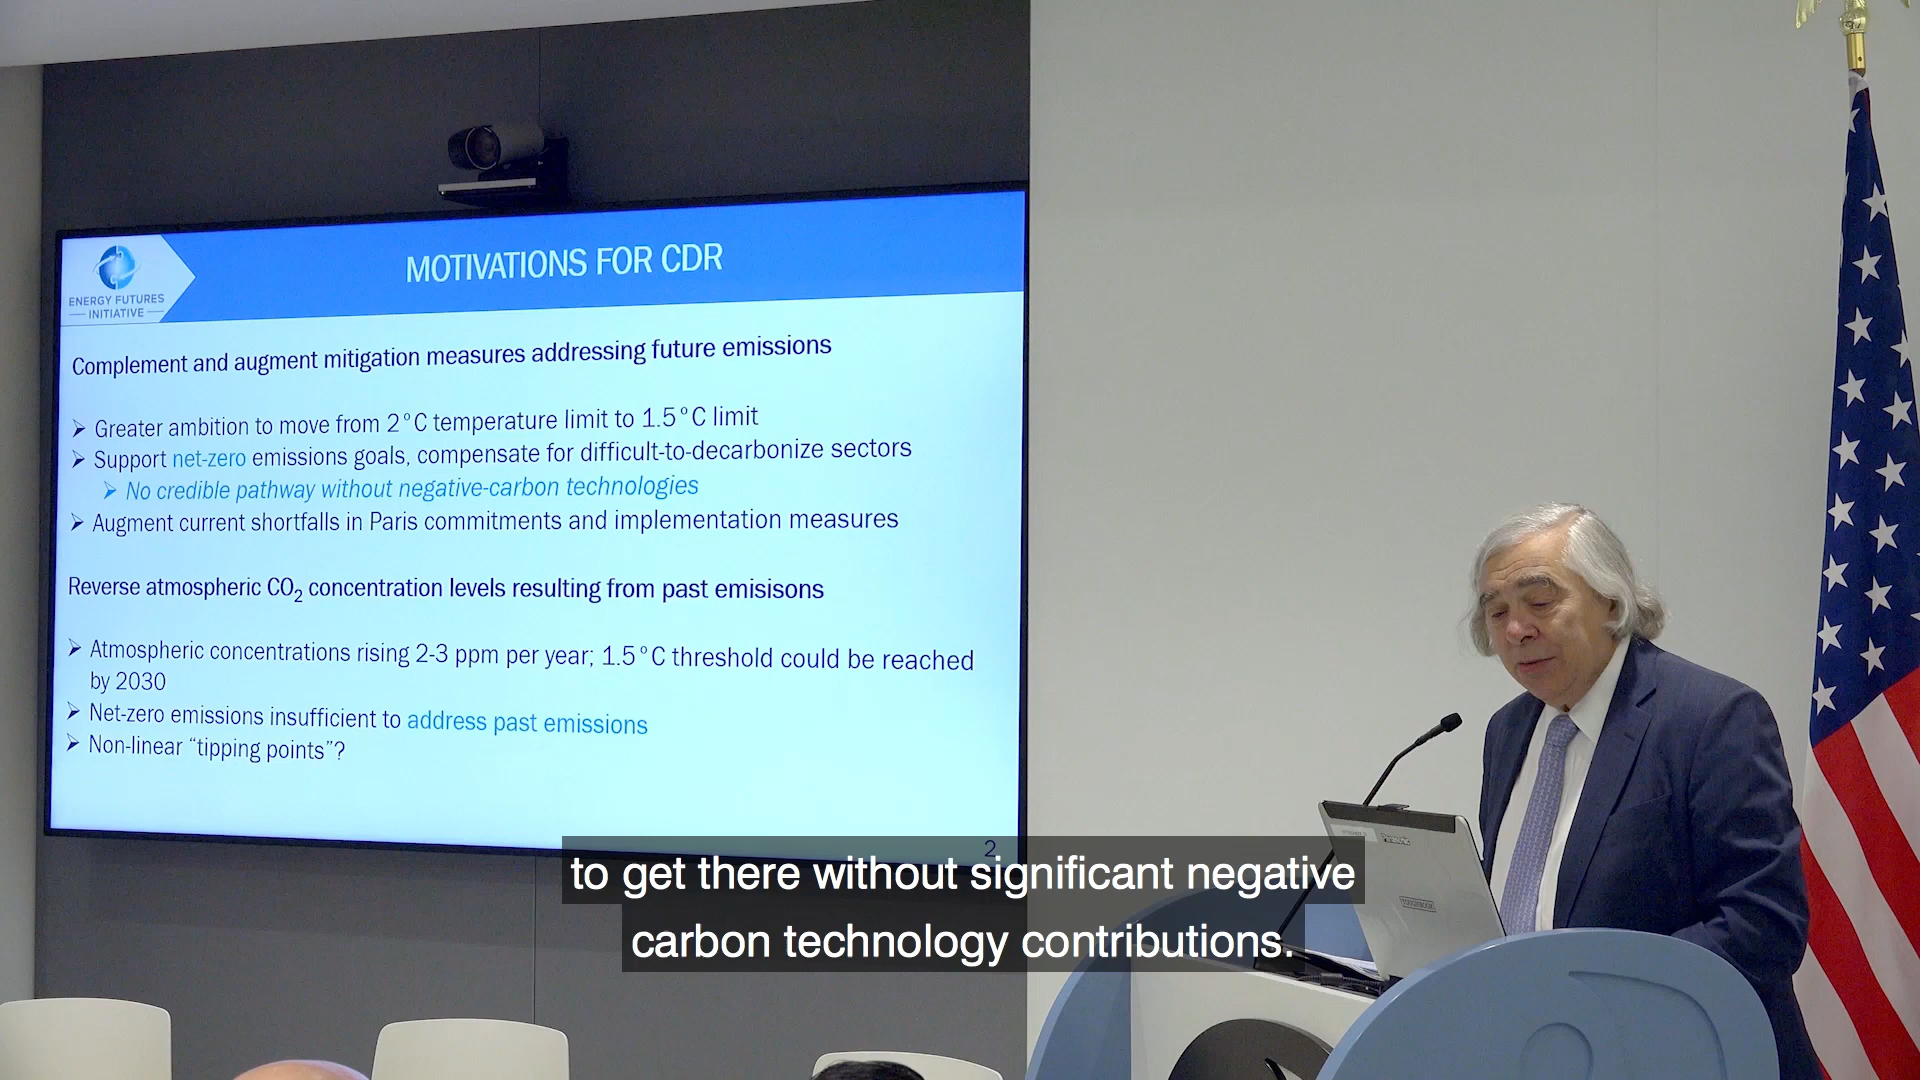 ENERGY FUTURES
INITIATIVE
MOTIVATIONS FOR CDR
Complement and augment mitigation measures addressing future emissions
➢ Greater ambition to move from 2°C temperature limit to 1.5°C limit
➢ Support net-zero emissions goals, compensate for difficult-to-decarbonize sectors
➢ No credible pathway without negative-carbon technologies
➢ Augment current shortfalls in Paris commitments and implementation measures
Reverse atmospheric CO₂ concentration levels resulting from past emisisons
➢ Atmospheric concentrations rising 2-3 ppm per year; 1.5°C threshold could be reached
by 2030
➢ Net-zero emissions insufficient to address past emissions
➢ Non-linear “tipping points”?
2
TOUGHBOOK
to get there without significant negative
carbon technology contributions.